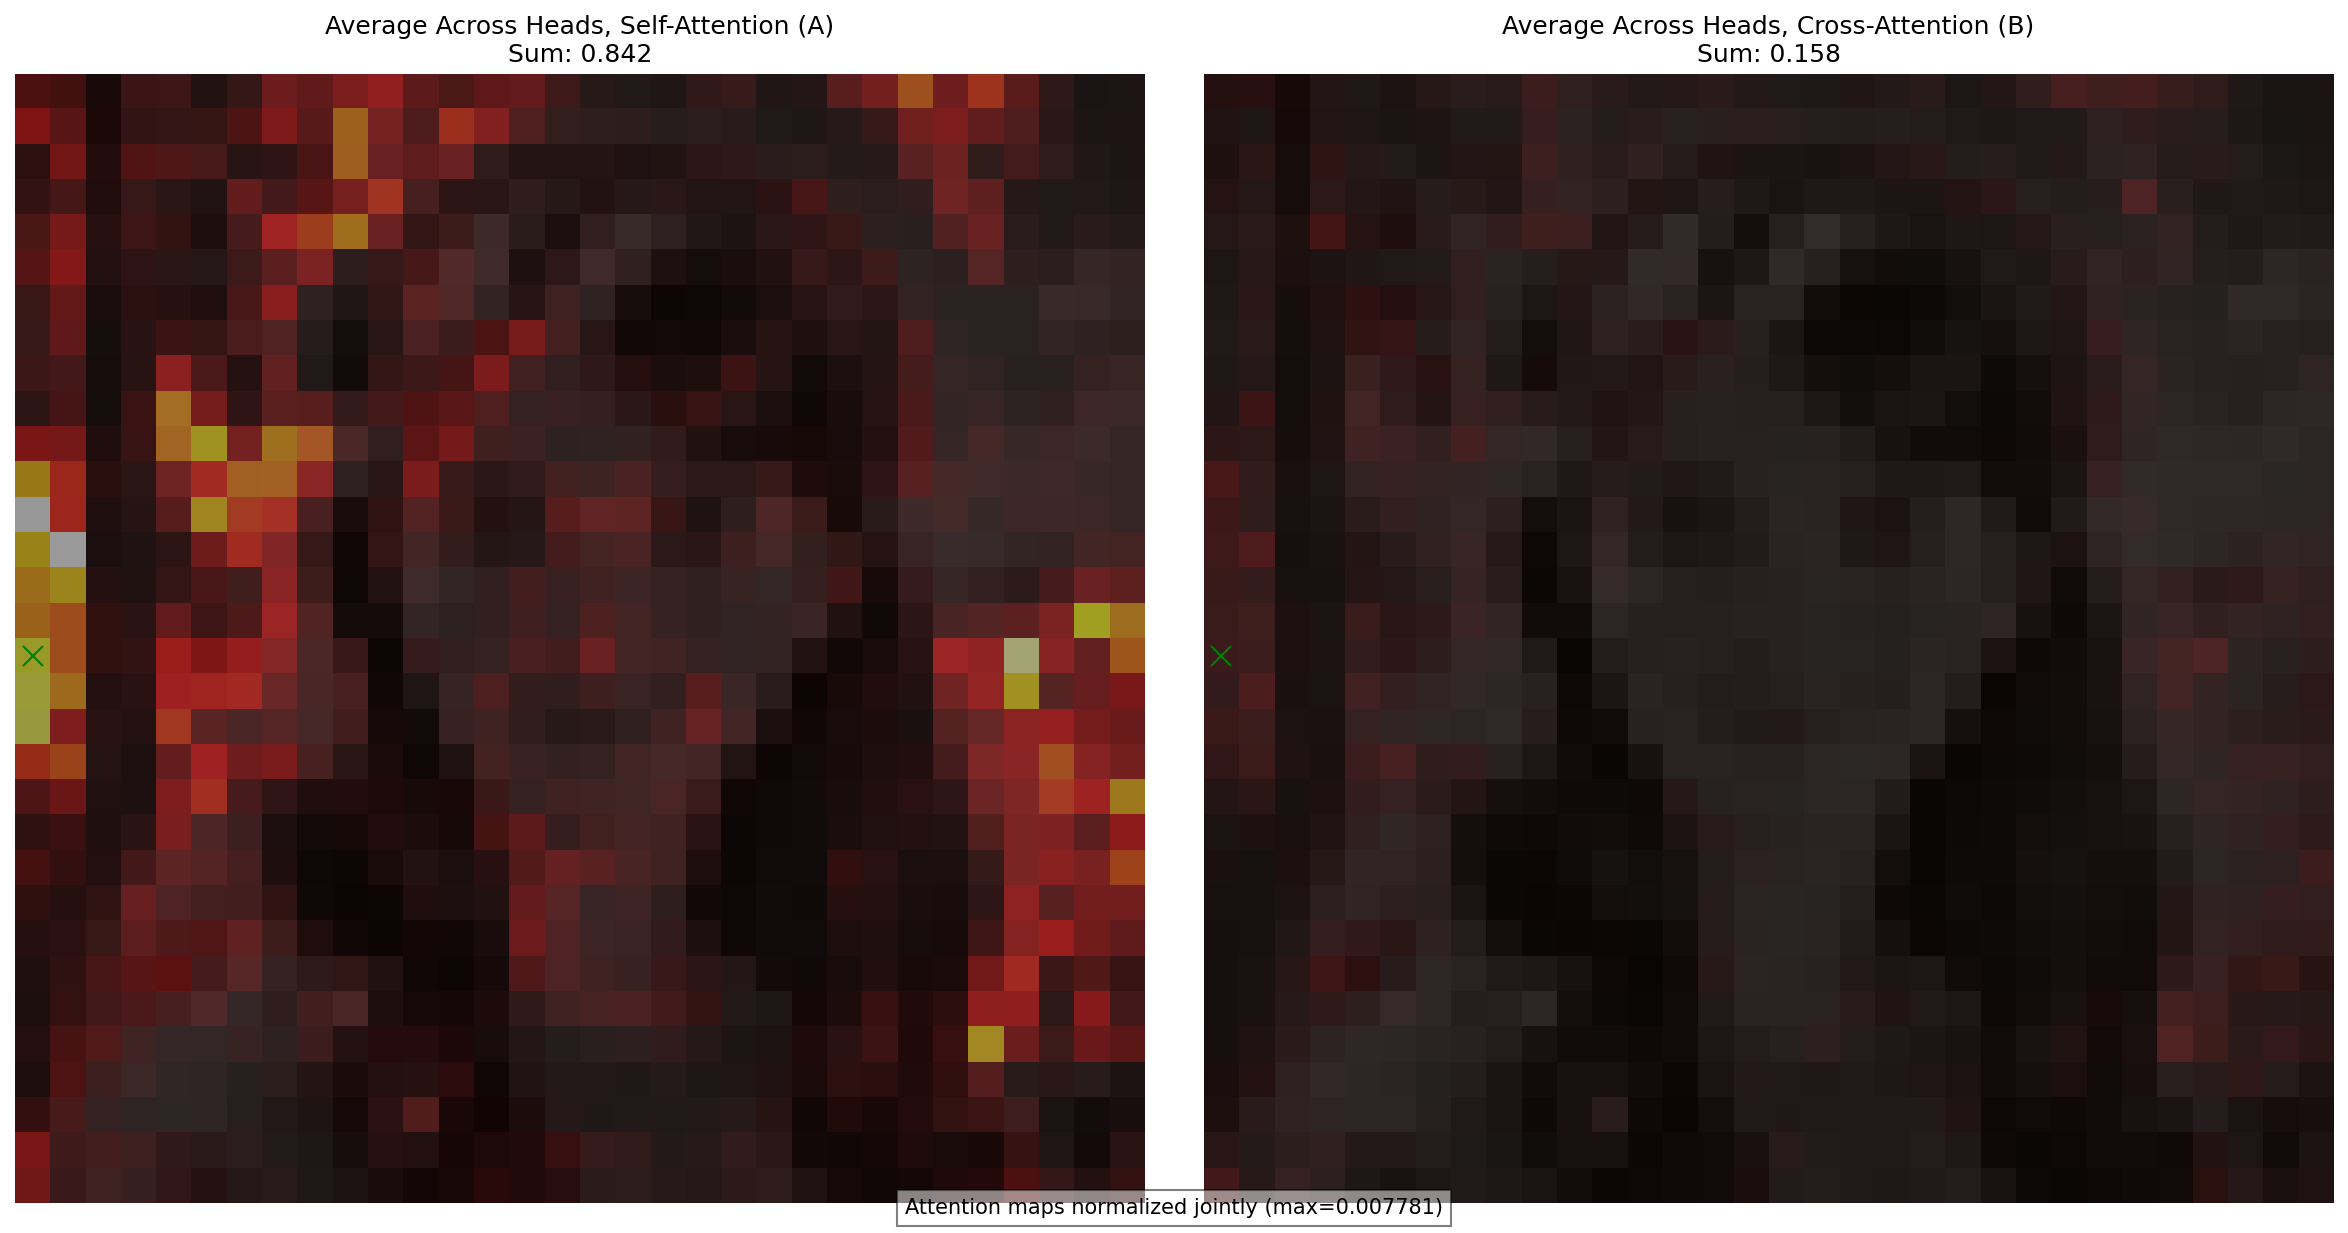 Average Across Heads, Self-Attention (A)
Sum: 0.842
Average Across Heads, Cross-Attention (B)
Sum: 0.158
Attention maps normalized jointly (max=0.007781)